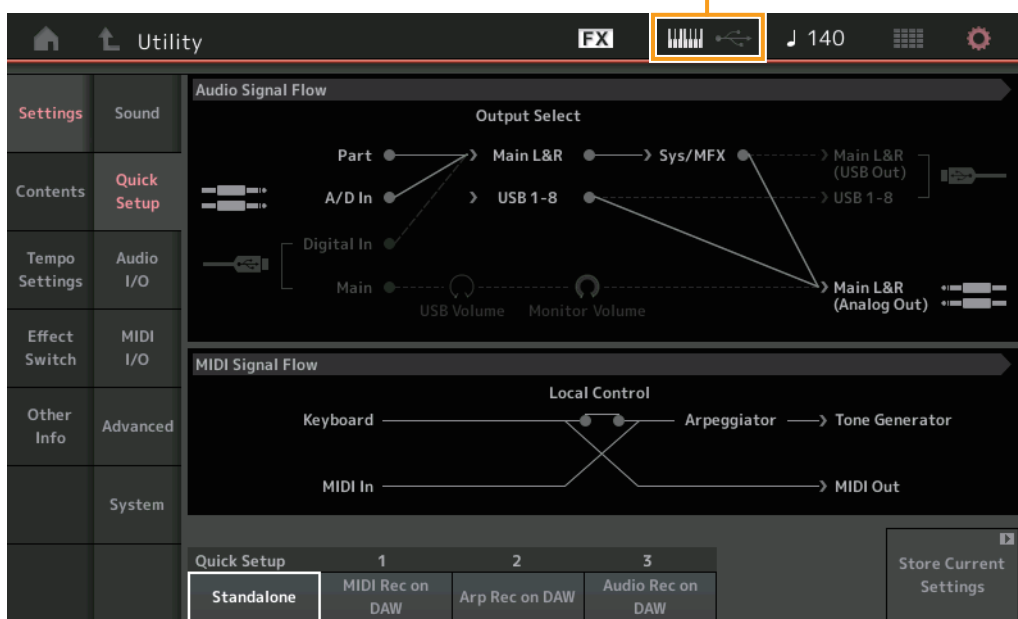 Utility
FX
♩ 140
Settings
Sound
Contents
Quick
Setup
Tempo
Settings
Audio
I/O
Effect
Switch
MIDI
I/O
Other
Info
Advanced
System
Audio Signal Flow
Output Select
Part
Main L&R
Sys/MFX
Main L&R
(USB Out)
A/D In
USB 1-8
USB 1-8
Digital In
Main
USB Volume
Monitor Volume
Main L&R
(Analog Out)
MIDI Signal Flow
Local Control
Keyboard
Arpeggiator
Tone Generator
MIDI In
MIDI Out
Quick Setup
1
2
3
Standalone
MIDI Rec on
DAW
Arp Rec on DAW
Audio Rec on
DAW
Store Current
Settings